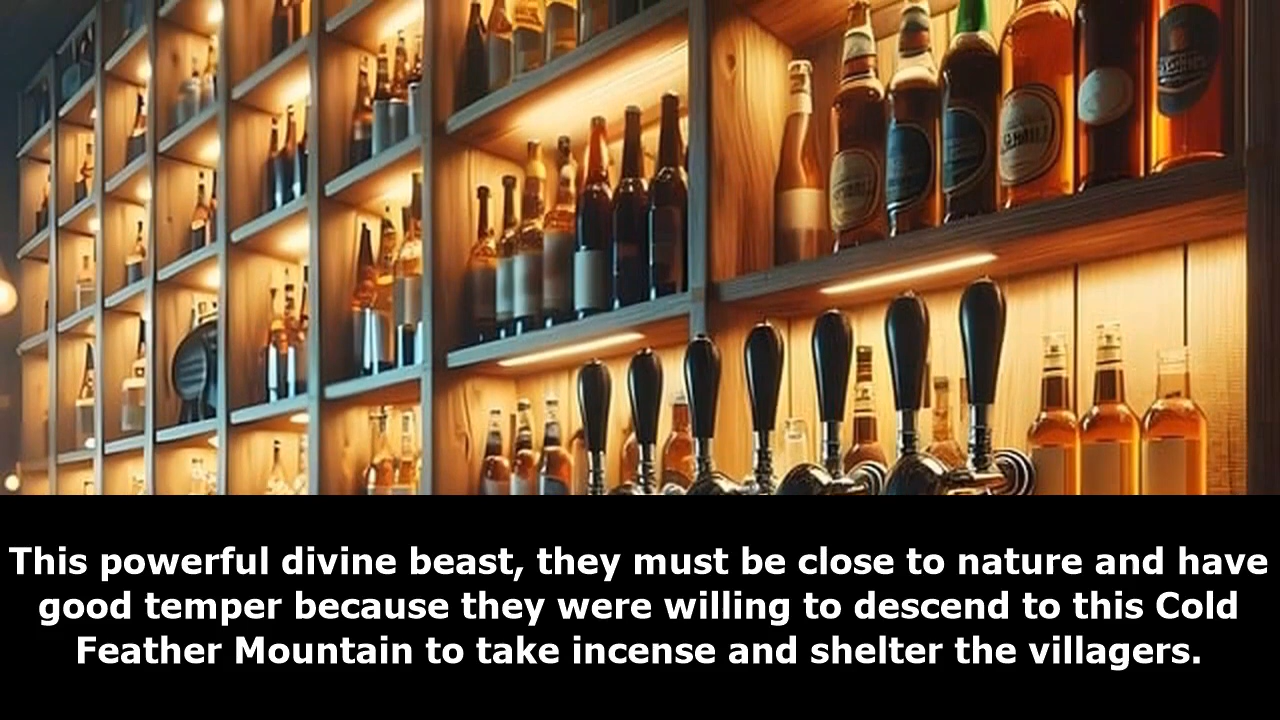 This powerful divine beast, they must be close to nature and have
good temper because they were willing to descend to this Cold
Feather Mountain to take incense and shelter the villagers.